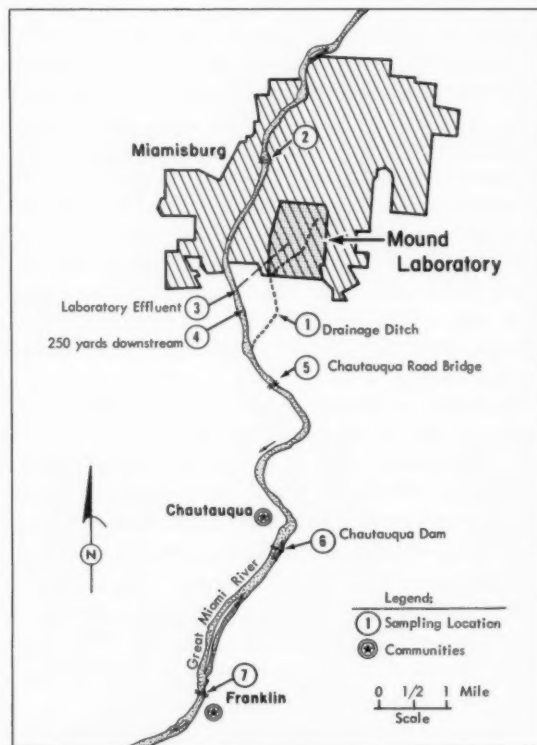 2
Miamisburg
Mound
Laboratory
Laboratory Effluent 3
250 yards downstream 4
1 Drainage Ditch
5 Chautauqua Road Bridge
Chautauqua
N
6 Chautauqua Dam
Great Miami River
Legend:
1 Sampling Location
Communities
7
Franklin
0 1/2 1 Mile
Scale